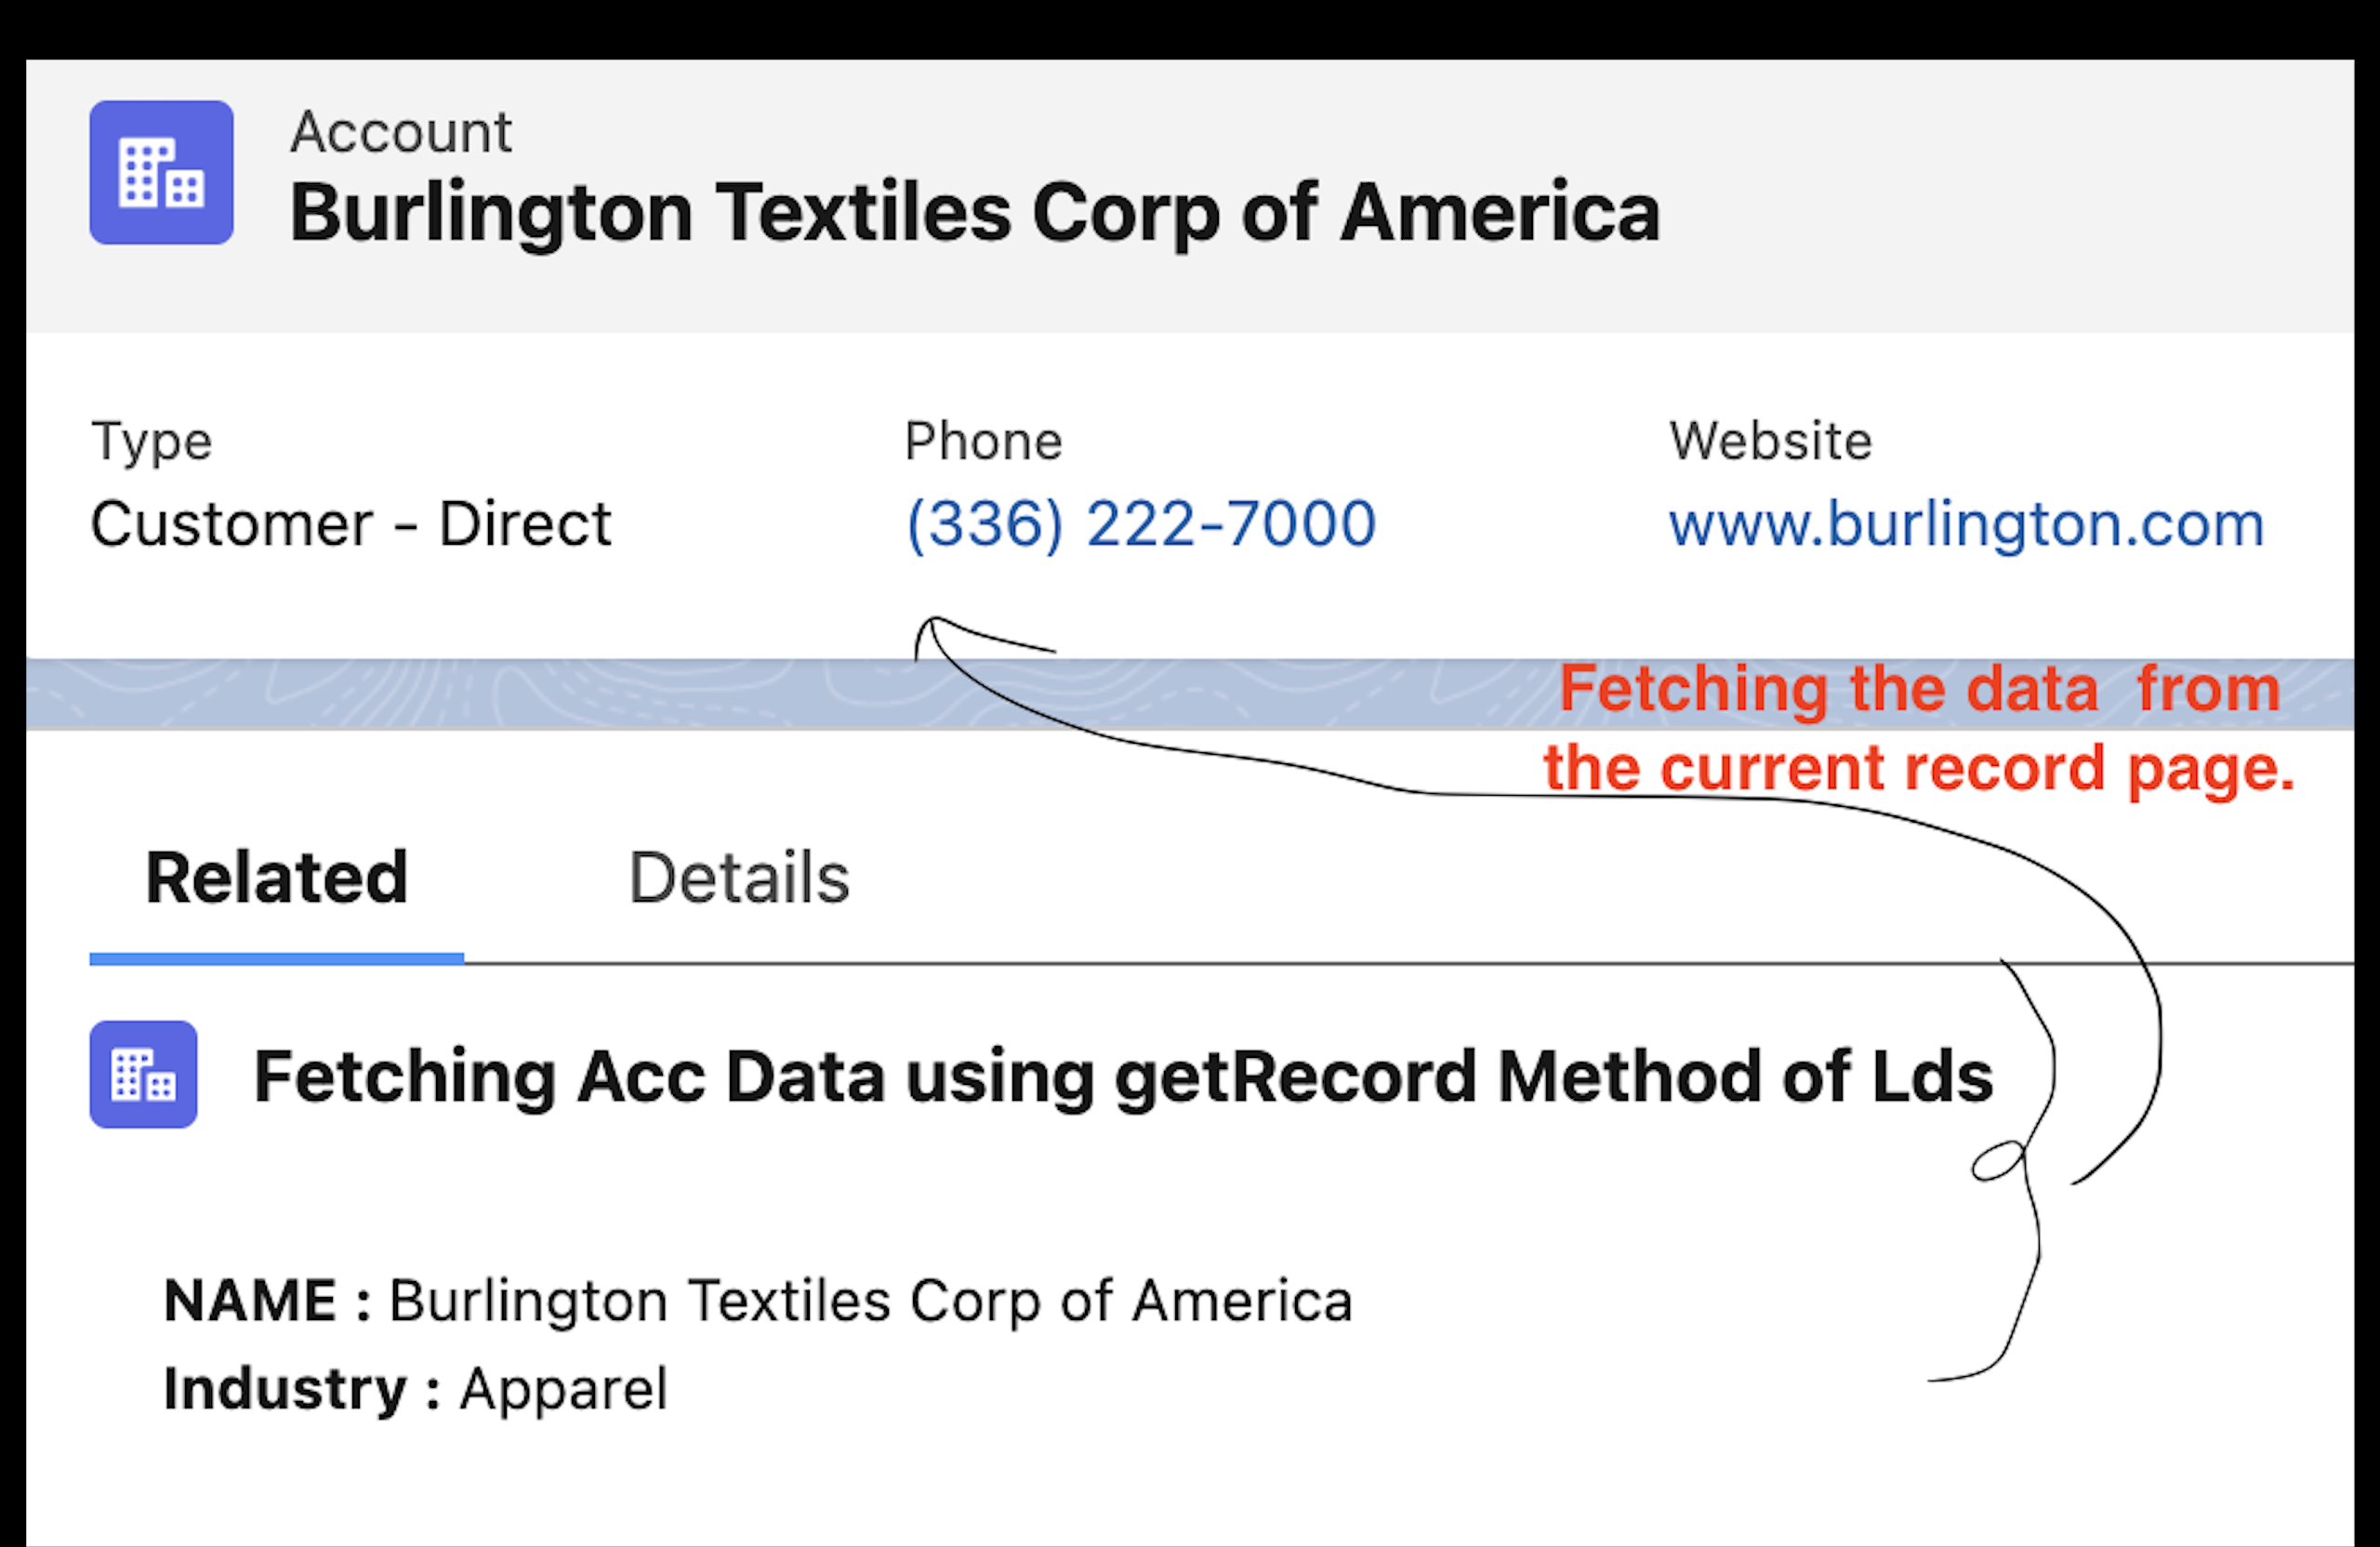 Account
Burlington Textiles Corp of America
Type
Phone
Website
Customer - Direct
(336) 222-7000
www.burlington.com
Fetching the data  from
the current record page.
Related
Details
Fetching Acc Data using getRecord Method of Lds
NAME : Burlington Textiles Corp of America
Industry : Apparel